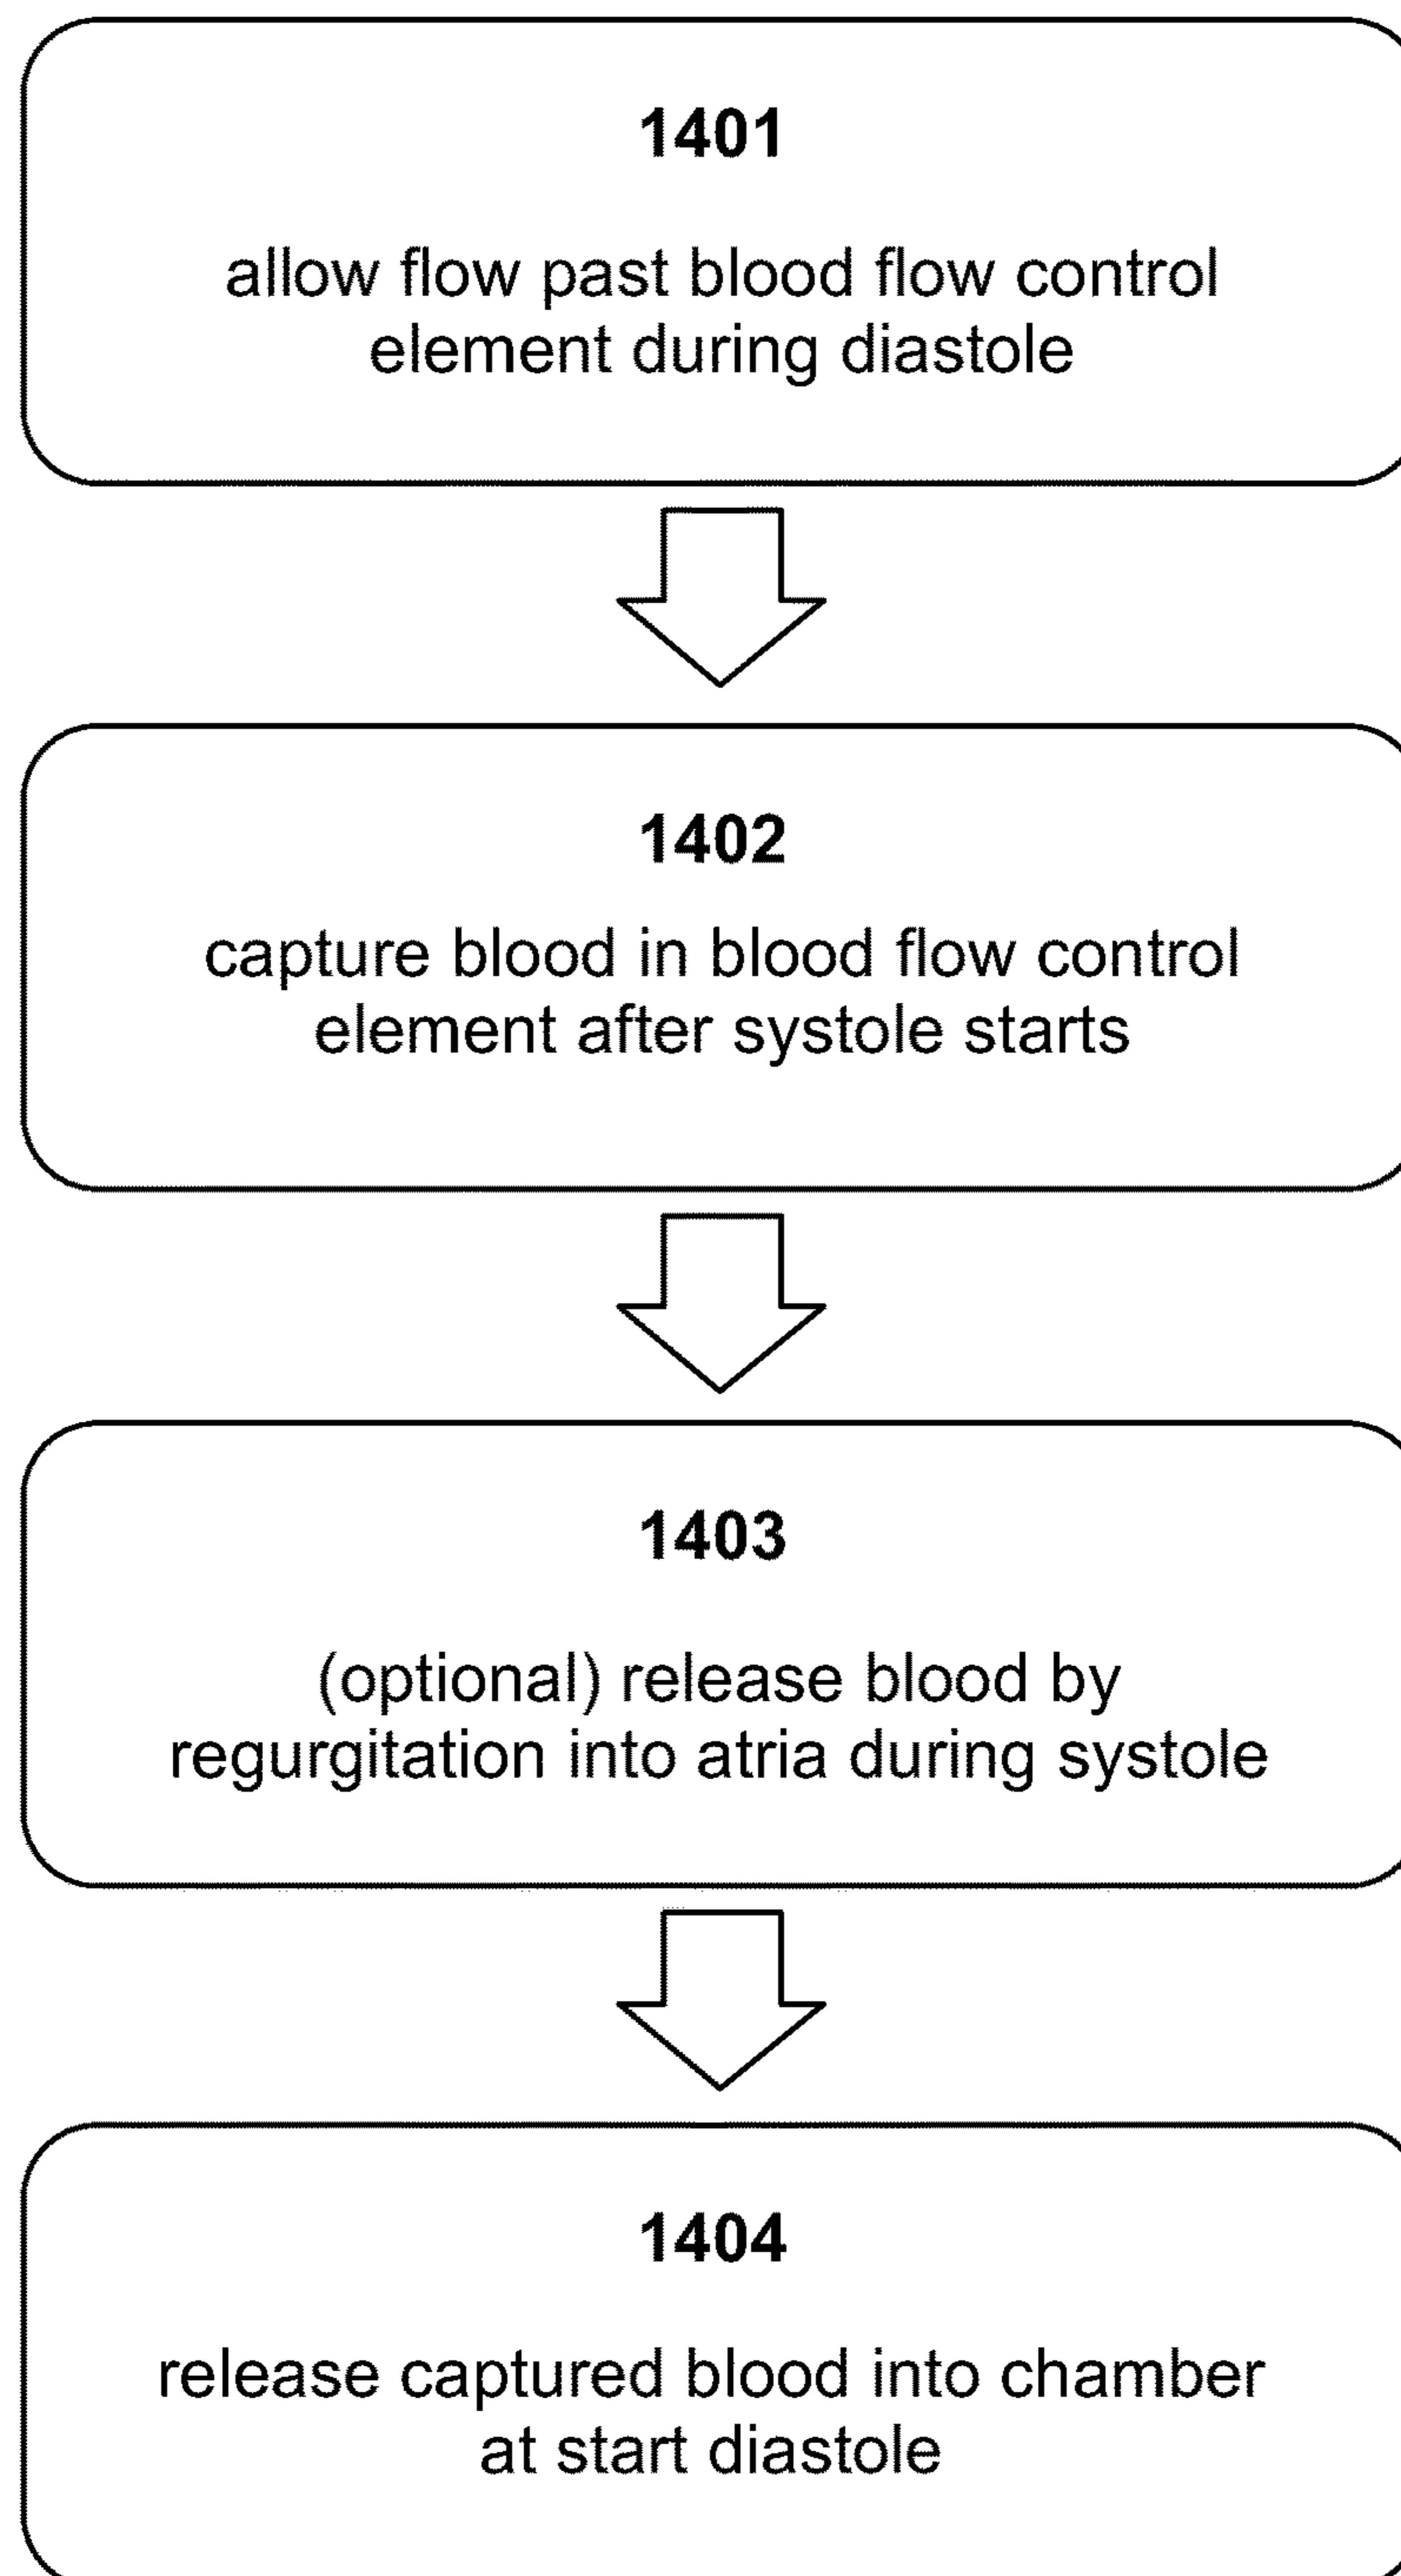 1401
allow flow past blood flow control
element during diastole
1402
capture blood in blood flow control
element after systole starts
1403
(optional) release blood by
regurgitation into atria during systole
1404
release captured blood into chamber
at start diastole